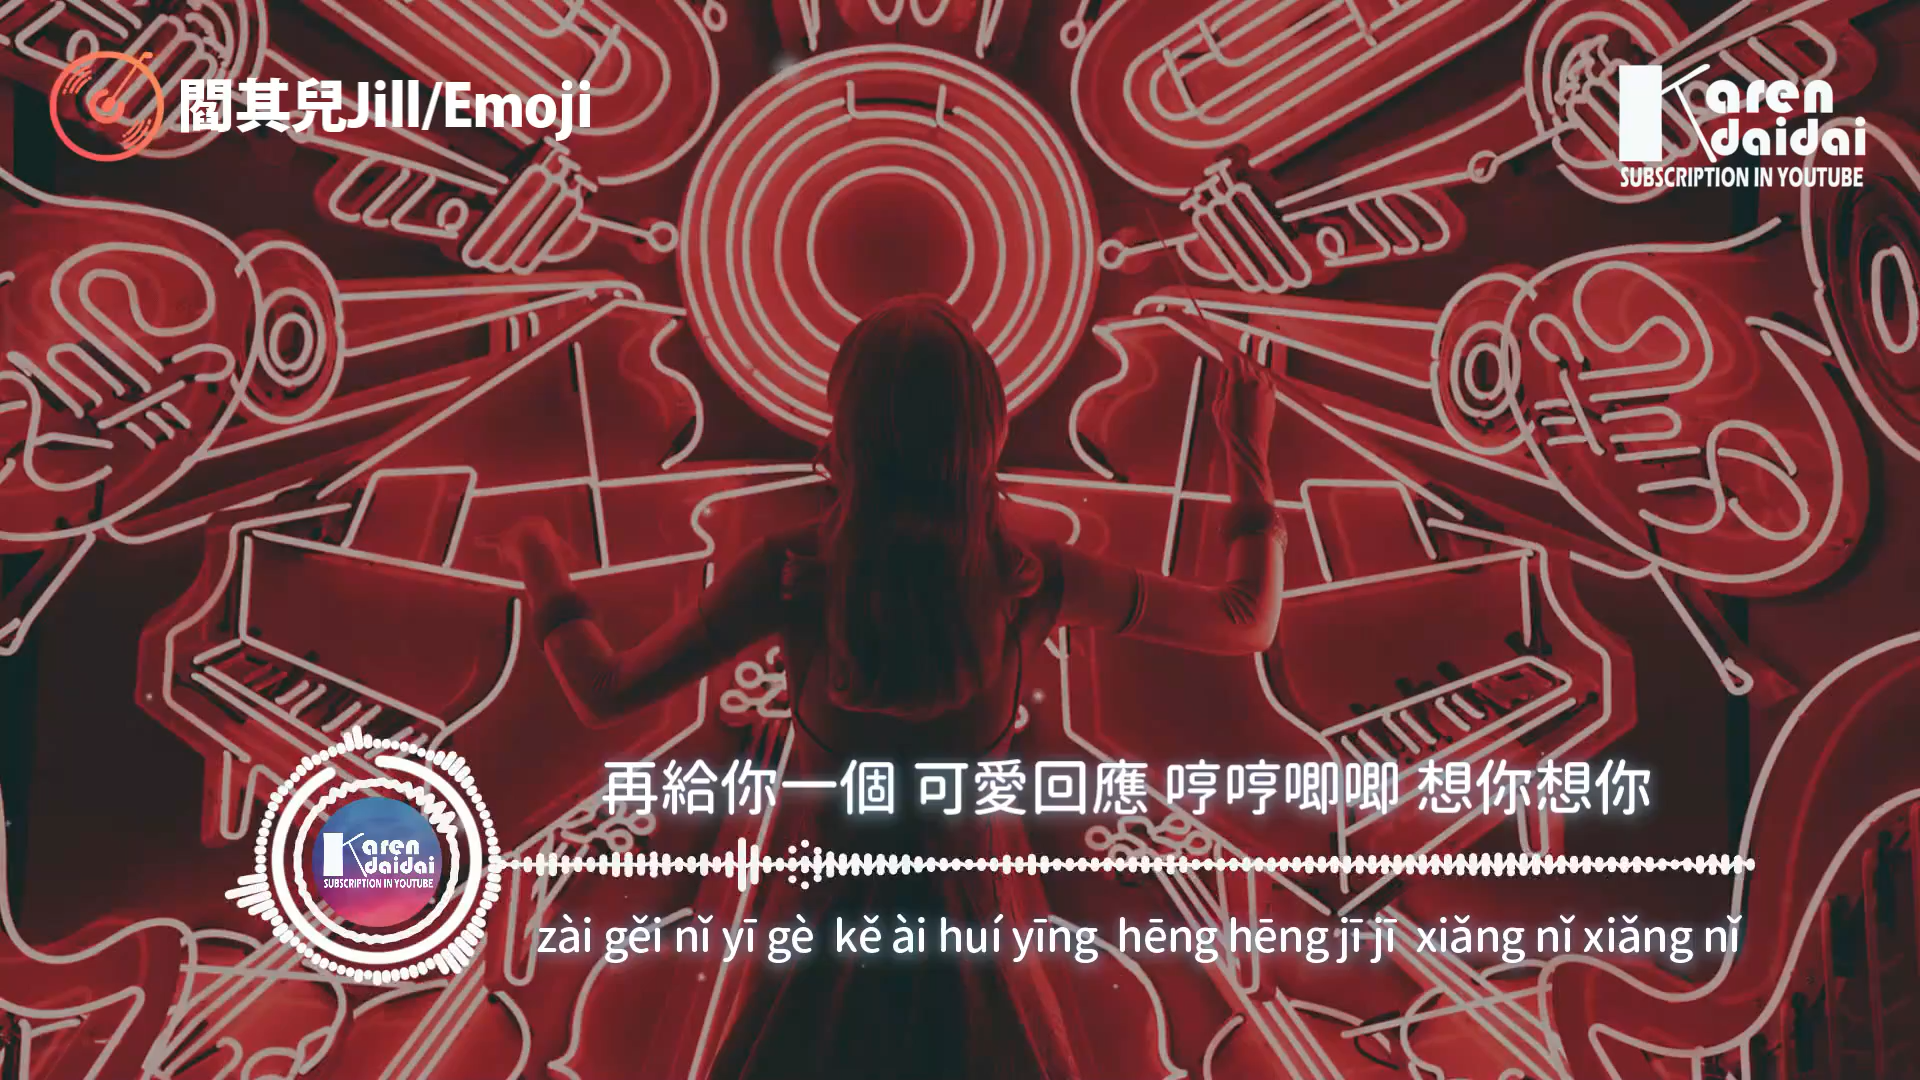 閻其兒Jill/Emoji
Karen
daidai
SUBSCRIPTION IN YOUTUBE
再給你一個 可愛回應 哼哼唧唧 想你想你
Karen
daidai
SUBSCRIPTION IN YOUTUBE
zài gěi nǐ yī gè kě ài huí yīng hēng hēng jī jī xiǎng nǐ xiǎng nǐ